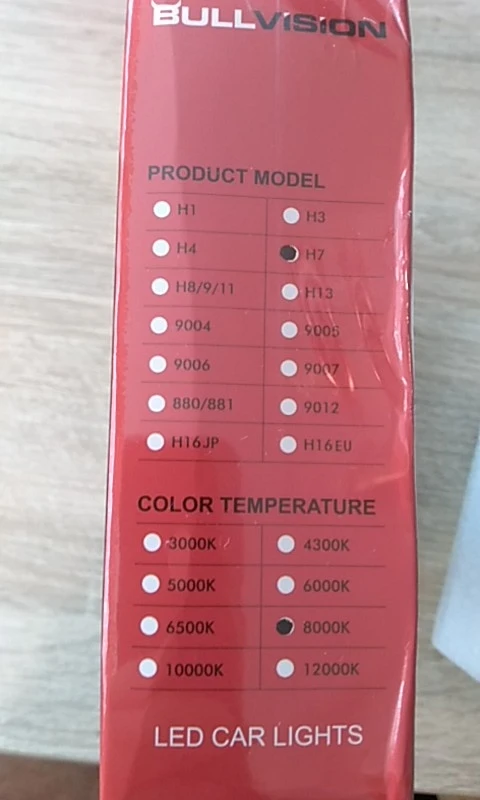 BULLVISION
PRODUCT MODEL
H1 H3
H4 H7
H8/9/11 H13
9004 9005
9006 9007
880/881 9012
H16JP H16EU
COLOR TEMPERATURE
3000K 4300K
5000K 6000K
6500K 8000K
10000K 12000K
LED CAR LIGHTS